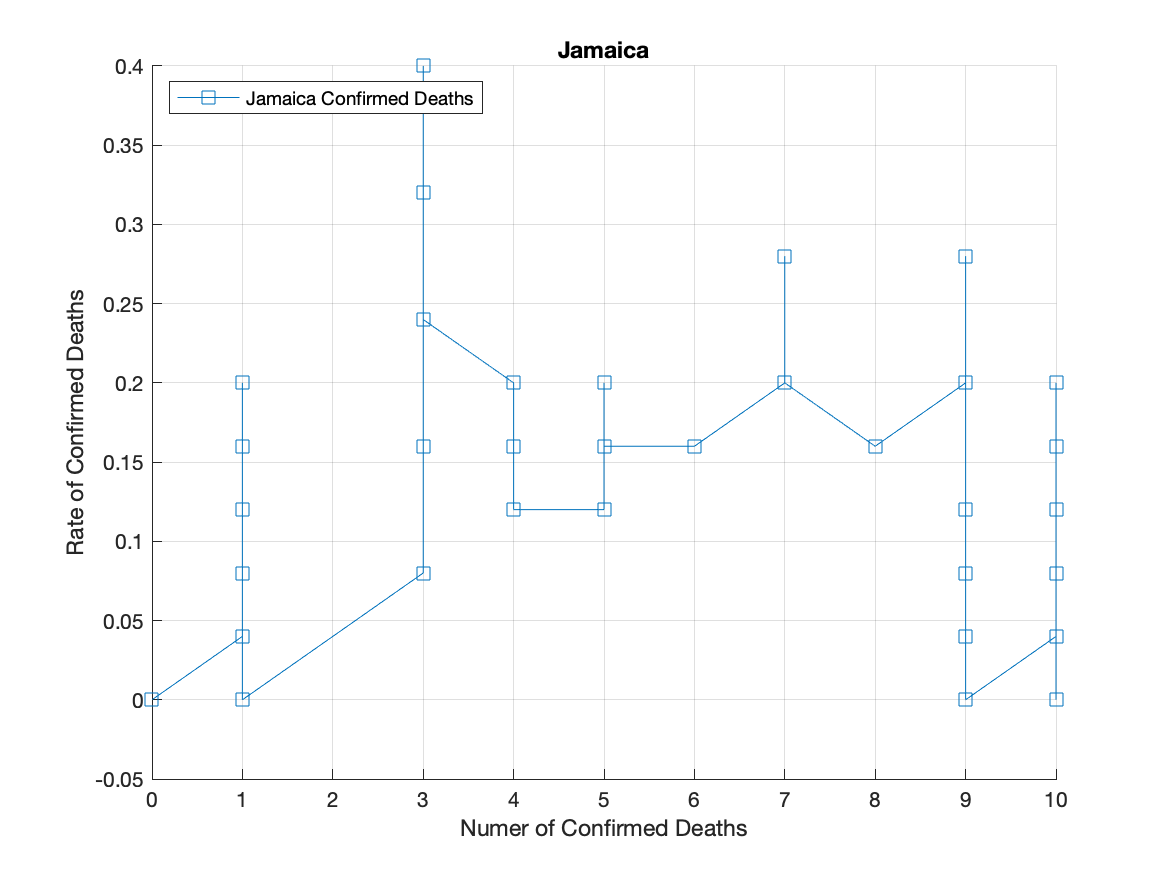 Jamaica
0.4
Jamaica Confirmed Deaths
0.35
0.3
0.25
0.2
0.15
0.1
0.05
0
-0.05
Rate of Confirmed Deaths
0 1 2 3 4 5 6 7 8 9 10
Numer of Confirmed Deaths